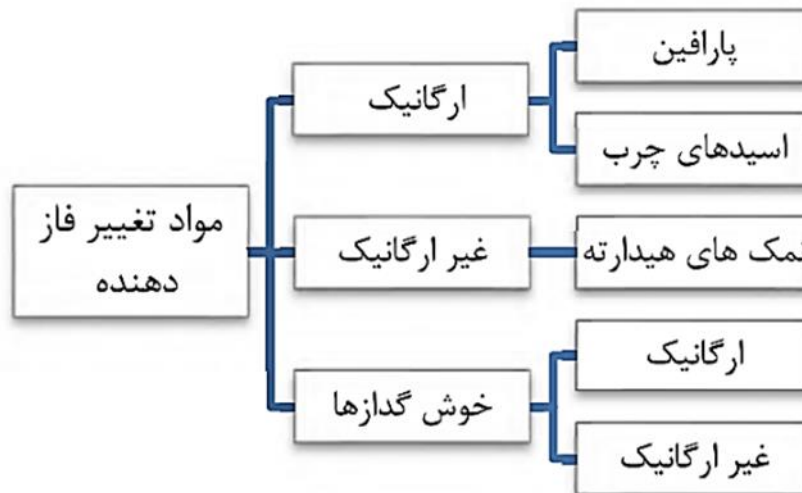 مواد تغییر فاز
دهنده
ارگانیک
پارافین
اسیدهای چرب
غیر ارگانیک
نمک های هیدارته
خوش گدازها
ارگانیک
غیر ارگانیک